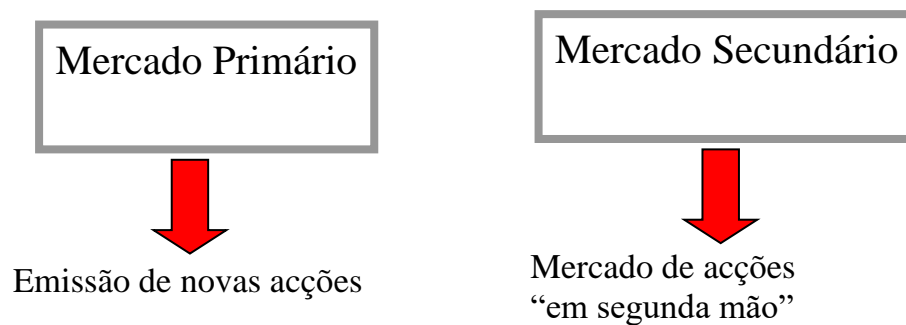 Mercado Primário
Mercado Secundário
Emissão de novas acções
Mercado de acções
“em segunda mão”